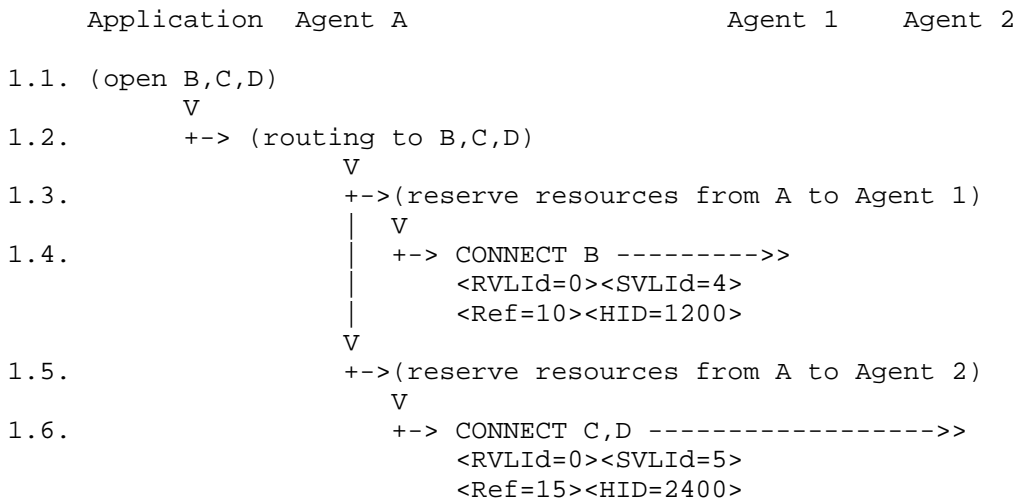 Application  Agent A                      Agent 1    Agent 2

1.1. (open B,C,D)
           V
1.2.       +-> (routing to B,C,D)
                     V
1.3.                 +->(reserve resources from A to Agent 1)
                     |  V
1.4.                 |  +-> CONNECT B --------->>
                     |      <RVLId=0><SVLId=4>
                     |      <Ref=10><HID=1200>
                     V
1.5.                 +->(reserve resources from A to Agent 2)
                        V
1.6.                    +-> CONNECT C,D ------------------>>
                            <RVLId=0><SVLId=5>
                            <Ref=15><HID=2400>